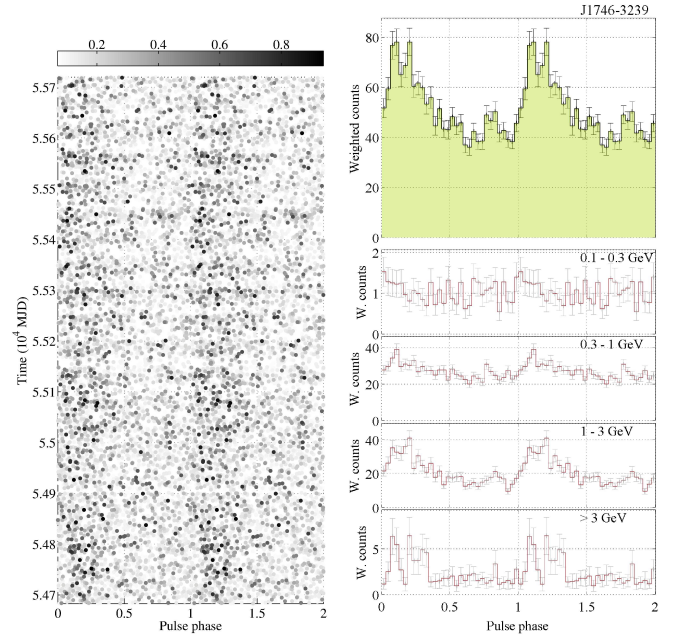 J1746-3239
0.2 0.4 0.6 0.8
5.57
5.56
5.55
5.54
5.53
5.52
5.51
5.5
5.49
5.48
5.47
Time (10⁴ MJD)
0 0.5 1 1.5 2
Pulse phase
80
60
40
20
0
Weighted counts
0.1 - 0.3 GeV
2
1
0
W. counts
0.3 - 1 GeV
40
20
0
W. counts
1 - 3 GeV
40
20
0
W. counts
> 3 GeV
5
0
W. counts
0 0.5 1 1.5 2
Pulse phase